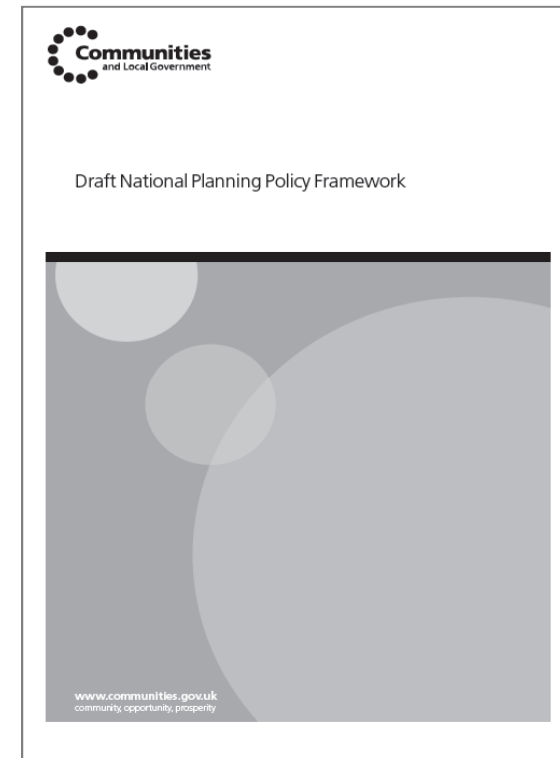 Communities
and Local Government
Draft National Planning Policy Framework
www.communities.gov.uk
community, opportunity, prosperity